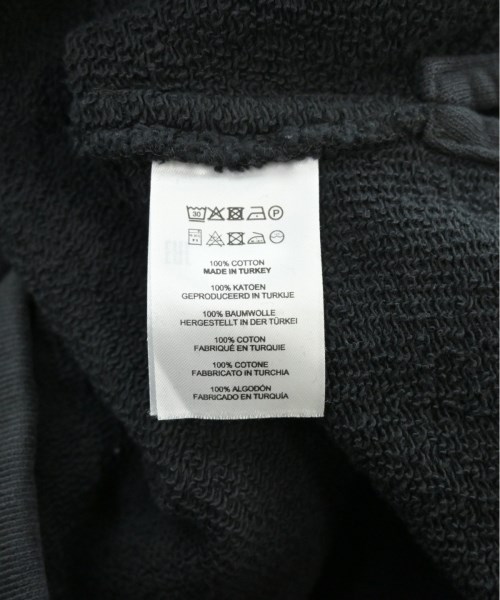 30 P
100% COTTON
MADE IN TURKEY
100% KATOEN
GEPRODUCEERD IN TURKIJE
100% BAUMWOLLE
HERGESTELLT IN DER TÜRKEI
100% COTON
FABRIQUÉ EN TURQUIE
100% COTONE
FABBRICATO IN TURCHIA
100% ALGODÓN
FABRICADO EN TURQUÍA